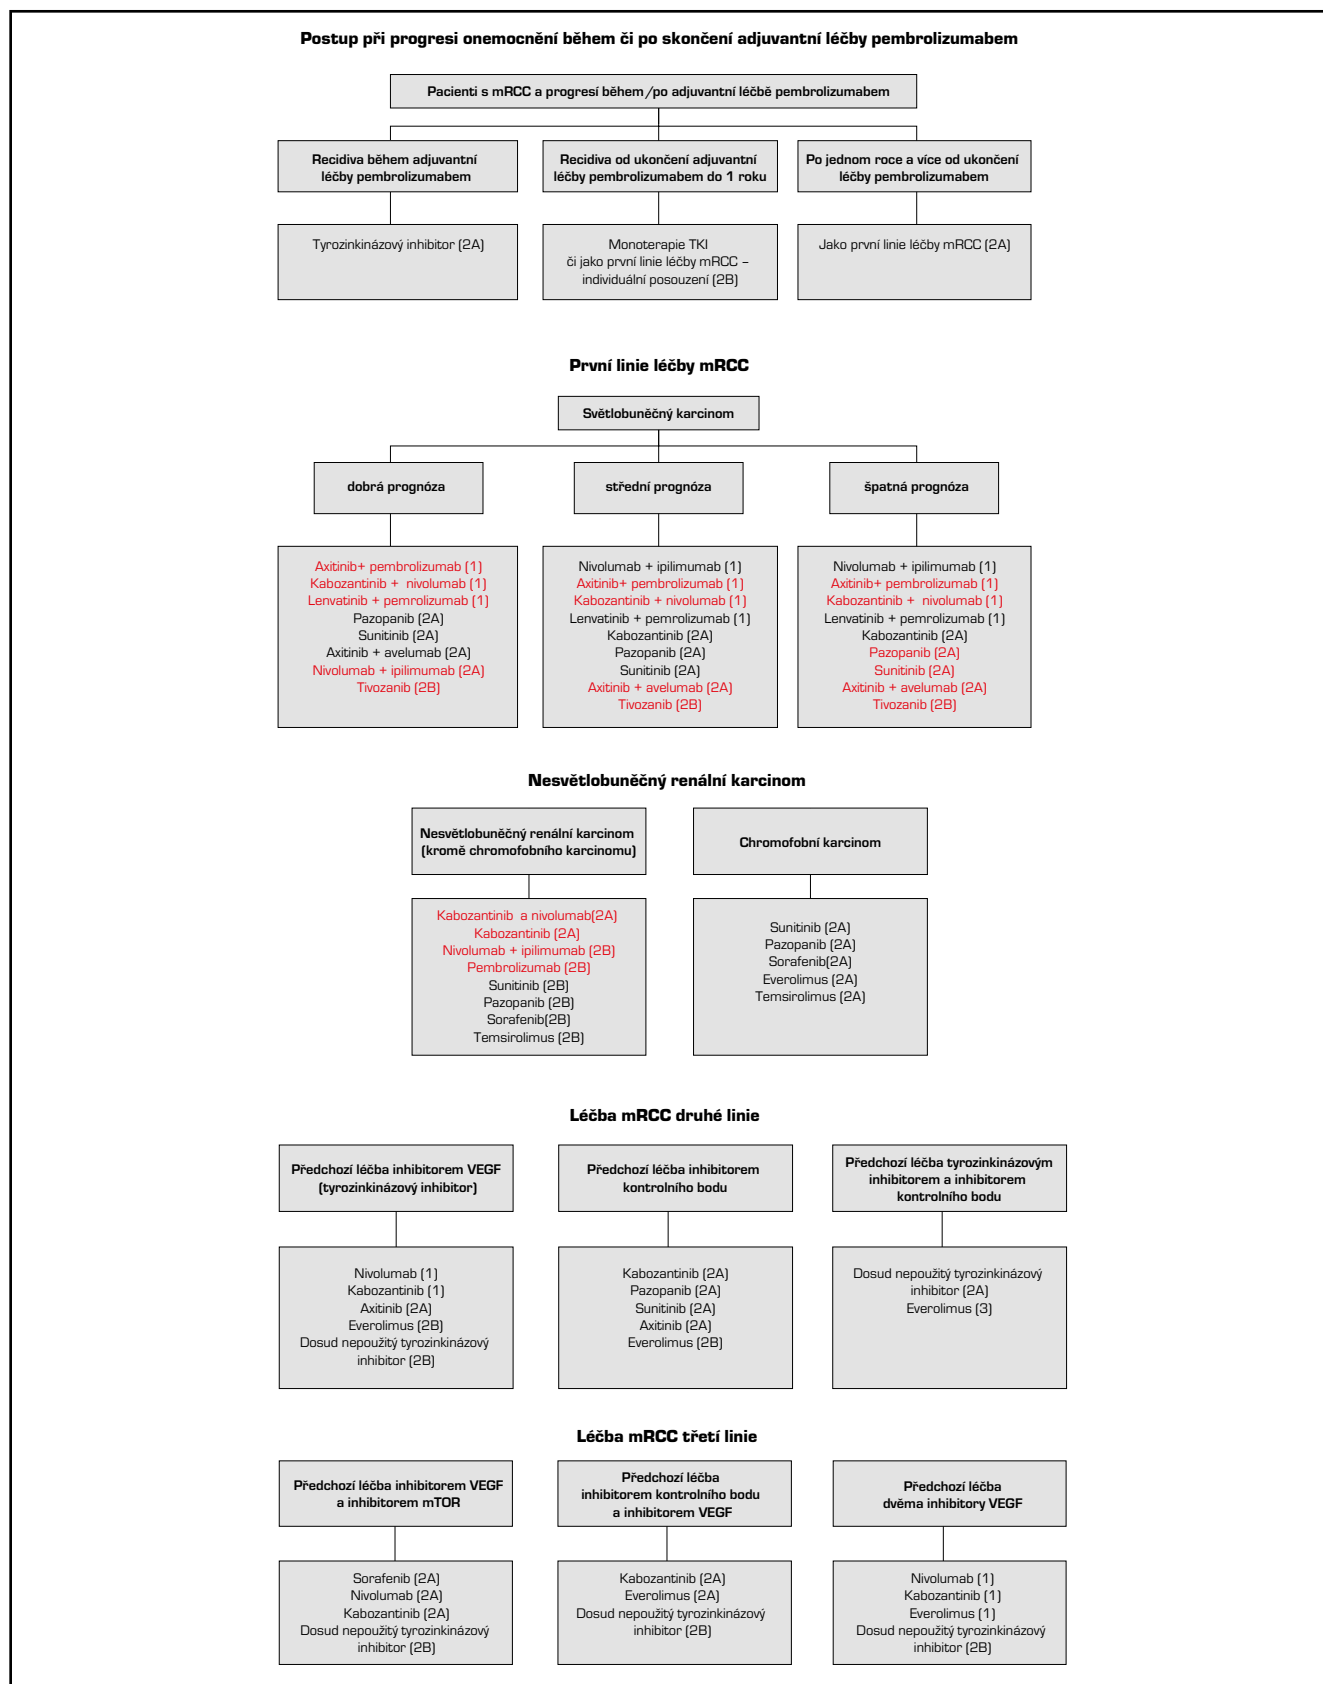 Postup při progresi onemocnění během či po skončení adjuvantní léčby pembrolizumabem
Pacienti s mRCC a progresí během/po adjuvantní léčbě pembrolizumabem
Recidiva během adjuvantní
léčby pembrolizumabem
Recidiva od ukončení adjuvantní
léčby pembrolizumabem do 1 roku
Po jednom roce a více od ukončení
léčby pembrolizumabem
Tyrozinkinázový inhibitor (2A)
Monoterapie TKI
či jako první linie léčby mRCC –
individuální posouzení (2B)
Jako první linie léčby mRCC (2A)
První linie léčby mRCC
Světlobuněčný karcinom
dobrá prognóza
střední prognóza
špatná prognóza
Axitinib+ pembrolizumab (1)
Kabozantinib + nivolumab (1)
Lenvatinib + pemrolizumab (1)
Pazopanib (2A)
Sunitinib (2A)
Axitinib + avelumab (2A)
Nivolumab + ipilimumab (2A)
Tivozanib (2B)
Nivolumab + ipilimumab (1)
Axitinib+ pembrolizumab (1)
Kabozantinib + nivolumab (1)
Lenvatinib + pemrolizumab (1)
Kabozantinib (2A)
Pazopanib (2A)
Sunitinib (2A)
Axitinib + avelumab (2A)
Tivozanib (2B)
Nivolumab + ipilimumab (1)
Axitinib+ pembrolizumab (1)
Kabozantinib + nivolumab (1)
Lenvatinib + pemrolizumab (1)
Kabozantinib (2A)
Pazopanib (2A)
Sunitinib (2A)
Axitinib + avelumab (2A)
Tivozanib (2B)
Nesvětlobuněčný renální karcinom
Nesvětlobuněčný renální karcinom
(kromě chromofobního karcinomu)
Chromofobní karcinom
Kabozantinib a nivolumab(2A)
Kabozantinib (2A)
Nivolumab + ipilimumab (2B)
Pembrolizumab (2B)
Sunitinib (2B)
Pazopanib (2B)
Sorafenib(2B)
Temsirolimus (2B)
Sunitinib (2A)
Pazopanib (2A)
Sorafenib(2A)
Everolimus (2A)
Temsirolimus (2A)
Léčba mRCC druhé linie
Předchozí léčba inhibitorem VEGF
(tyrozinkinázový inhibitor)
Předchozí léčba inhibitorem
kontrolního bodu
Předchozí léčba tyrozinkinázovým
inhibitorem a inhibitorem
kontrolního bodu
Nivolumab (1)
Kabozantinib (1)
Axitinib (2A)
Everolimus (2B)
Dosud nepoužitý tyrozinkinázový
inhibitor (2B)
Kabozantinib (2A)
Pazopanib (2A)
Sunitinib (2A)
Axitinib (2A)
Everolimus (2B)
Dosud nepoužitý tyrozinkinázový
inhibitor (2A)
Everolimus (3)
Léčba mRCC třetí linie
Předchozí léčba inhibitorem VEGF
a inhibitorem mTOR
Předchozí léčba
inhibitorem kontrolního bodu
a inhibitorem VEGF
Předchozí léčba
dvěma inhibitory VEGF
Sorafenib (2A)
Nivolumab (2A)
Kabozantinib (2A)
Dosud nepoužitý tyrozinkinázový
inhibitor (2B)
Kabozantinib (2A)
Everolimus (2A)
Dosud nepoužitý tyrozinkinázový
inhibitor (2B)
Nivolumab (1)
Kabozantinib (1)
Everolimus (1)
Dosud nepoužitý tyrozinkinázový
inhibitor (2B)